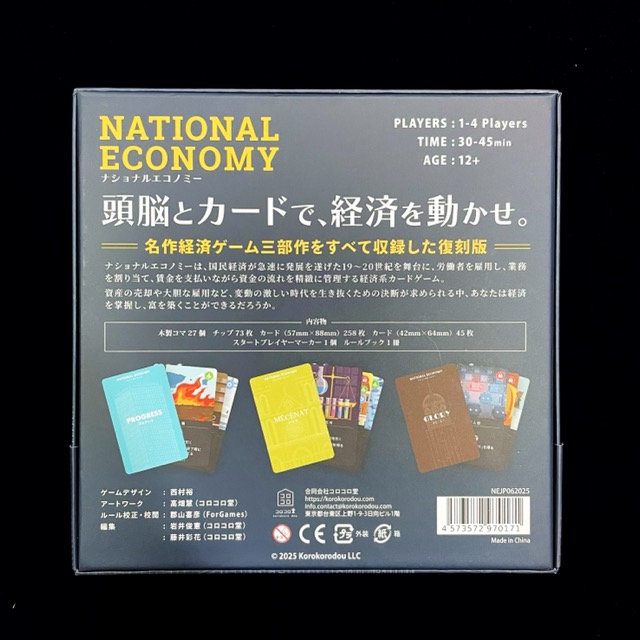 NATIONAL
ECONOMY
ナショナルエコノミー
PLAYERS : 1-4 Players
TIME : 30-45min
AGE : 12+
頭脳とカードで、経済を動かせ。
名作経済ゲーム三部作をすべて収録した復刻版
ナショナルエコノミーは、国民経済が急速に発展を遂げた19〜20世紀を舞台に、労働者を雇用し、業務
を割り当て、賃金を支払いながら資金の流れを精緻に管理する経済系カードゲーム。
資産の売却や大胆な雇用など、変動の激しい時代を生き抜くための決断が求められる中、あなたは経済
を掌握し、富を築くことができるだろうか。
内容物
木製コマ 27 個 チップ 73 枚 カード（57mm×88mm）258 枚 カード（42mm×64mm）45 枚
スタートプレイヤーマーカー 1 個 ルールブック 1 冊
PROGRESS
MECENAT
GLORY
ゲームデザイン ： 西村裕
アートワーク ： 高畑慧（コロコロ堂）
ルール校正・校閲 ： 郡山喜彦（ForGames）
編集 ： 岩井俊憲（コロコロ堂）
藤井彩花（コロコロ堂）
コロコロ堂
合同会社コロコロ堂
https://korokorodou.com
info.contact@korokorodou.com
東京都台東区上野1-4-3日向ビル1階
CE
プラ
外装
紙
箱
© 2025 Korokorodou LLC
NEJP062025
4 573572 970171
Made in China